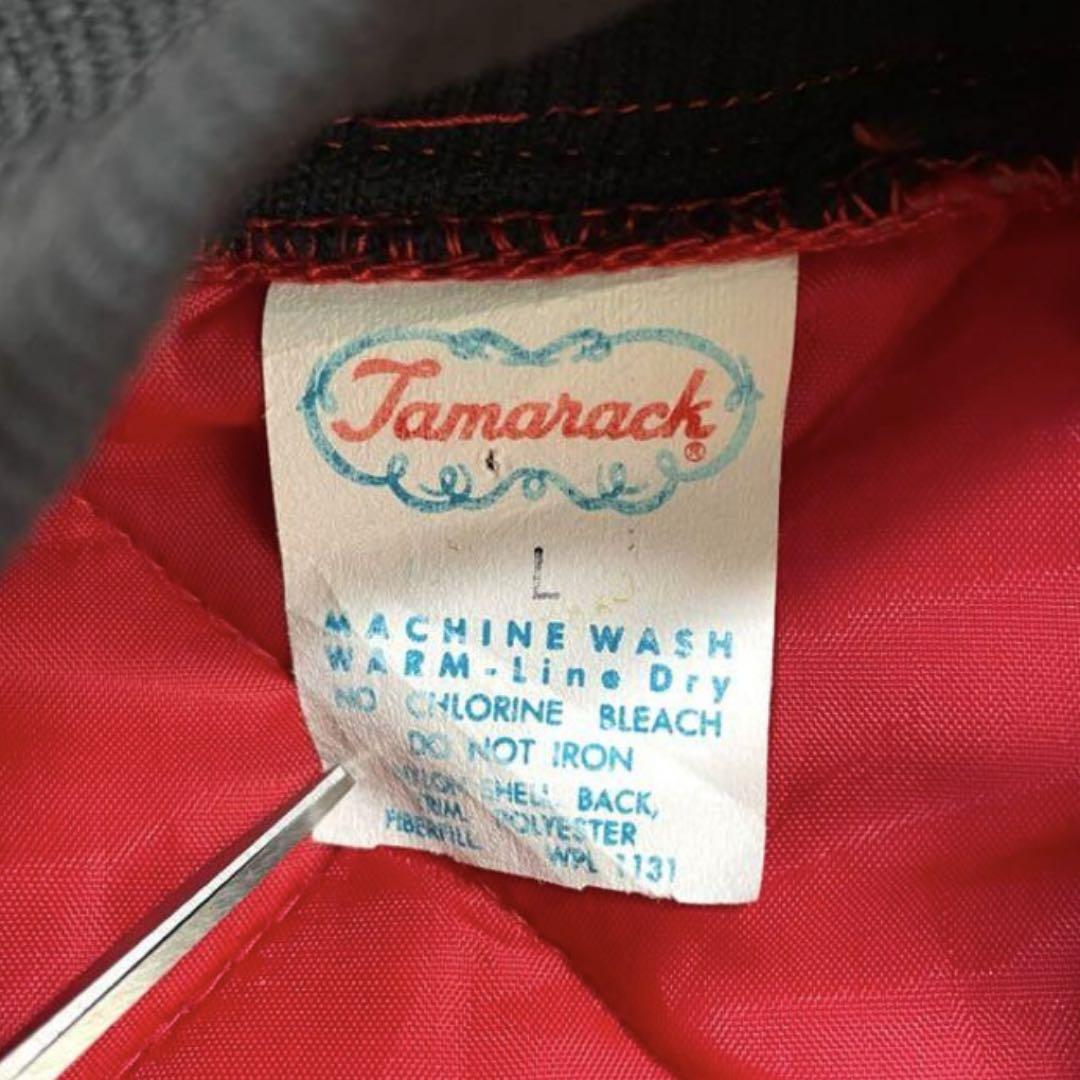 Tamarack®
L
MACHINE WASH
WARM-Line Dry
NO CHLORINE BLEACH
DO NOT IRON
NYLON SHELL, BACK,
TRIM, POLYESTER
FIBERFILL WPL 1131